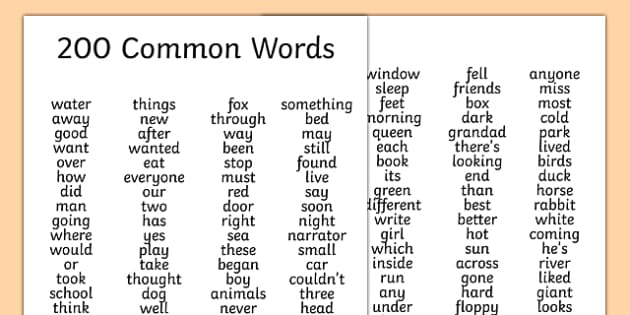 200 Common Words
water things fox something
away new through bed
good after way may
want wanted been still
over eat stop found
how everyone must live
did our red say
man two door soon
going has right night
where yes sea narrator
would play these small
or take began car
took thought boy couldn't
school dog animals three
think well never head
window fell anyone
sleep friends miss
feet box most
morning dark cold
queen grandad park
each there's lived
book looking birds
its end duck
green than horse
different best rabbit
write better white
girl hot coming
which sun he's
inside across river
run gone liked
any hard giant
under floppy looks